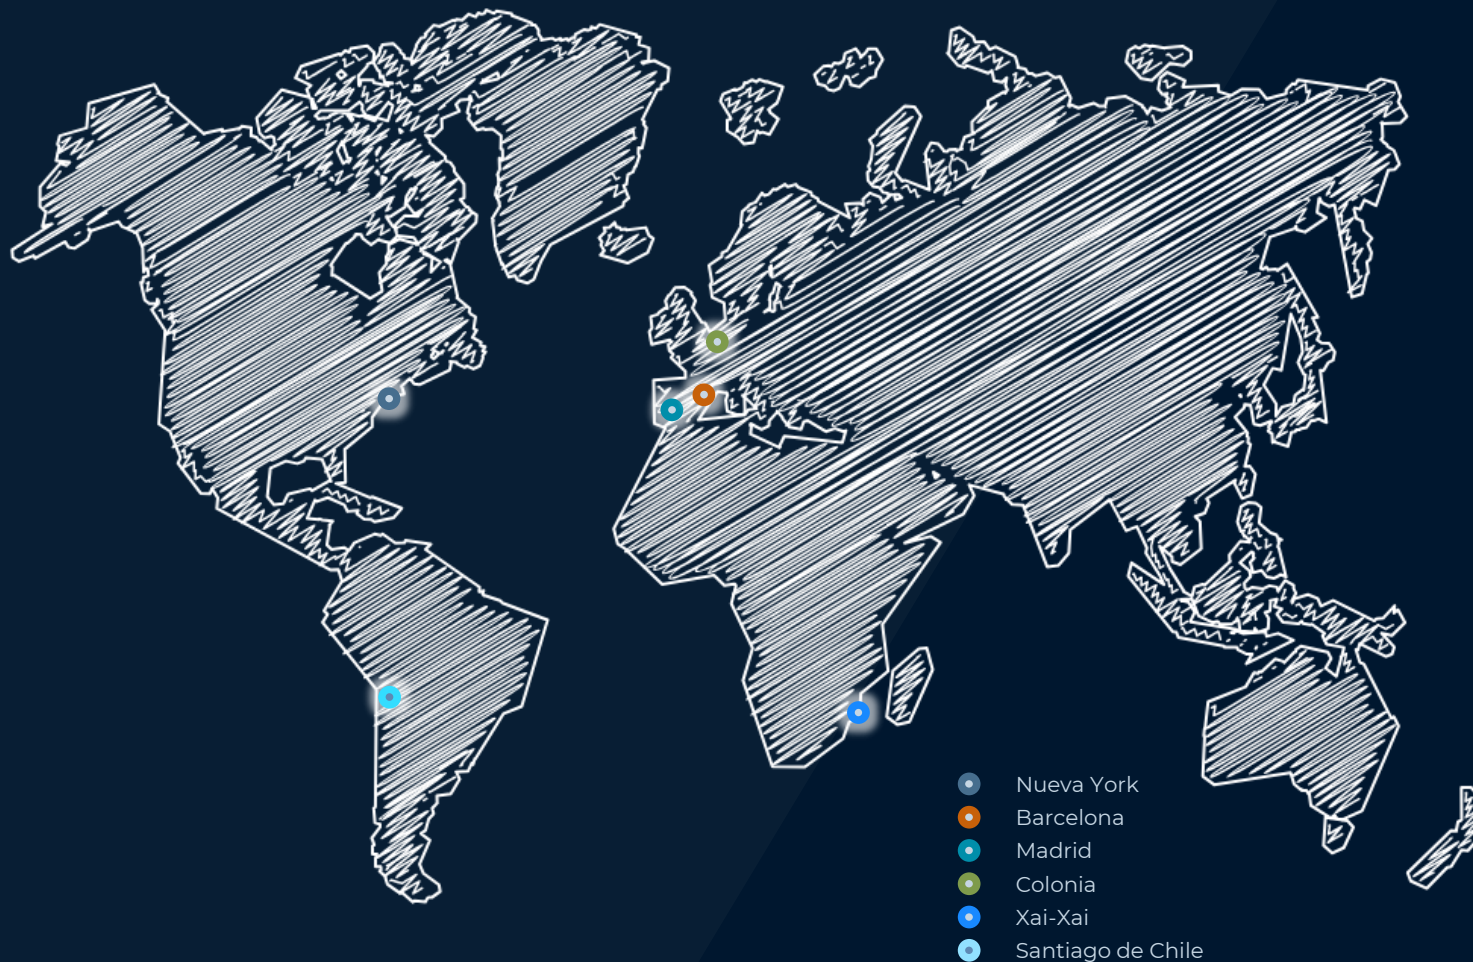 Nueva York
Barcelona
Madrid
Colonia
Xai-Xai
Santiago de Chile